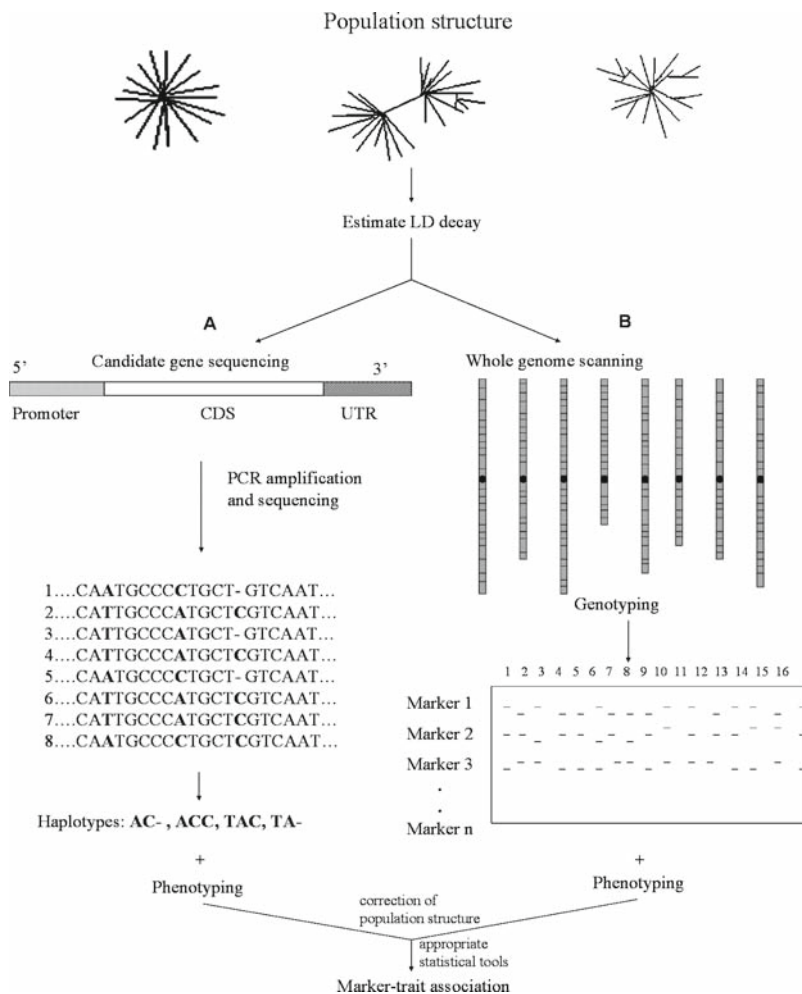 Population structure
Estimate LD decay
A
B
5’
Candidate gene sequencing
3’
Promoter
CDS
UTR
PCR amplification
and sequencing
1....CAATGCCCCTGCT- GTCAAT…
2....CATTGCCCATGCTCGTCAAT…
3....CATTGCCCATGCT- GTCAAT…
4....CATTGCCCATGCTCGTCAAT…
5....CAATGCCCCTGCT- GTCAAT…
6....CATTGCCCATGCTCGTCAAT…
7....CATTGCCCATGCTCGTCAAT…
8....CAATGCCCCTGCTCGTCAAT…
Haplotypes: AC- , ACC, TAC, TA-
+
Phenotyping
Whole genome scanning
Genotyping
1 2 3 4 5 6 7 8 9 10 11 12 13 14 15 16
Marker 1
Marker 2
Marker 3
.
.
Marker n
+
Phenotyping
correction of
population structure
appropriate
statistical tools
Marker-trait association